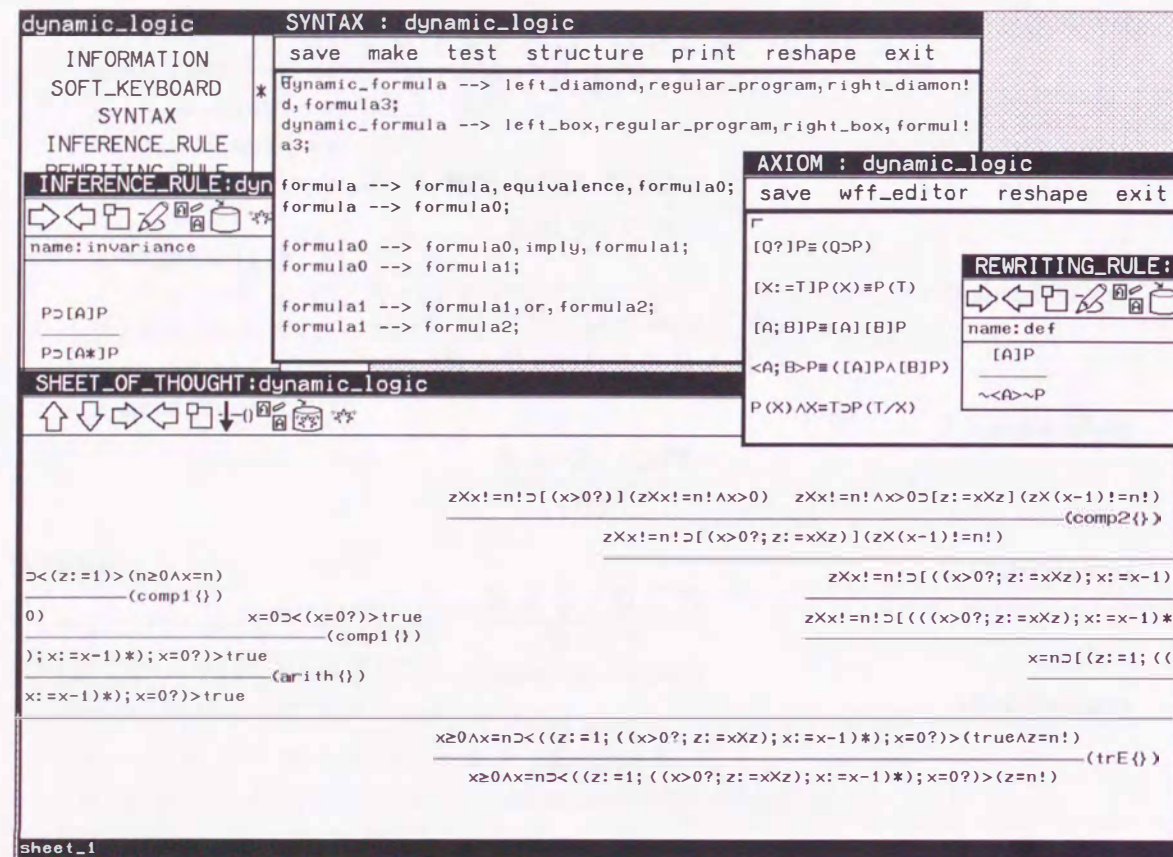 dynamic_logic
INFORMATION
SOFT_KEYBOARD
SYNTAX
INFERENCE_RULE
REWRITING_RULE
*
SYNTAX : dynamic_logic
save make test structure print reshape exit
dynamic_formula --> left_diamond,regular_program,right_diamon!
d,formula3;
dynamic_formula --> left_box,regular_program,right_box,formul!
a3;
formula --> formula,equivalence,formula0;
formula --> formula0;
formula0 --> formula0,imply,formula1;
formula0 --> formula1;
formula1 --> formula1,or,formula2;
formula1 --> formula2;
INFERENCE_RULE:dyn
name:invariance
P⊃[A]P
P⊃[A*]P
AXIOM : dynamic_logic
save wff_editor reshape exit
[Q?]P≡(Q⊃P)
[X:=T]P(X)≡P(T)
[A;B]P≡[A][B]P
<A;B>P≡([A]P∧[B]P)
P(X)∧X=T⊃P(T/X)
REWRITING_RULE:
name:def
[A]P
~<A>~P
SHEET_OF_THOUGHT:dynamic_logic
zXx!=n!⊃[(x>0?)](zXx!=n!∧x>0) zXx!=n!∧x>0⊃[z:=xXz](zX(x-1)!=n!)
(comp2{})
zXx!=n!⊃[(x>0?;z:=xXz)](zX(x-1)!=n!)
⊃<(z:=1)>(n≥0∧x=n)
zXx!=n!⊃[((x>0?;z:=xXz);x:=x-1)
(comp1{})
0) x=0⊃<(x=0?)>true
zXx!=n!⊃[(((x>0?;z:=xXz);x:=x-1)*
(comp1{})
);x:=x-1)*);x=0?)>true
x=n⊃[(z:=1;((
(arith{})
x:=x-1)*);x=0?)>true
x≥0∧x=n⊃<((z:=1;((x>0?;z:=xXz);x:=x-1)*);x=0?)>(true∧z=n!)
(trE{})
x≥0∧x=n⊃<((z:=1;((x>0?;z:=xXz);x:=x-1)*);x=0?)>(z=n!)
sheet_1